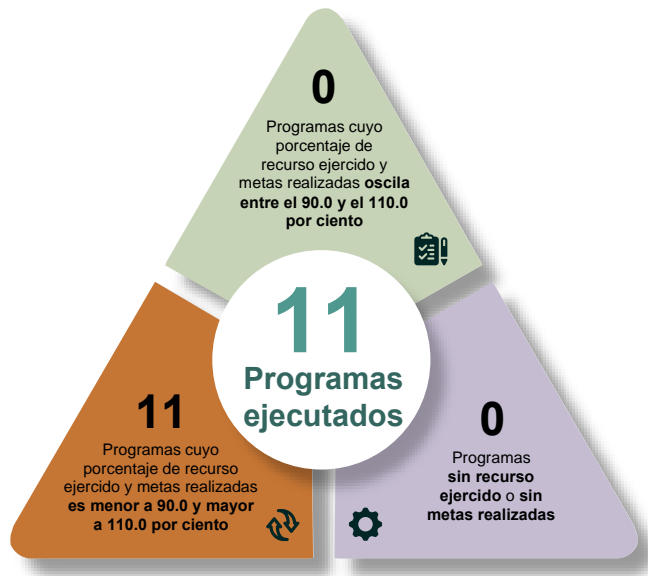 0
Programas cuyo
porcentaje de
recurso ejercido y
metas realizadas oscila
entre el 90.0 y el 110.0
por ciento
11
Programas
ejecutados
11
Programas cuyo
porcentaje de recurso
ejercido y metas realizadas
es menor a 90.0 y mayor
a 110.0 por ciento
0
Programas
sin recurso
ejercido o sin
metas realizadas